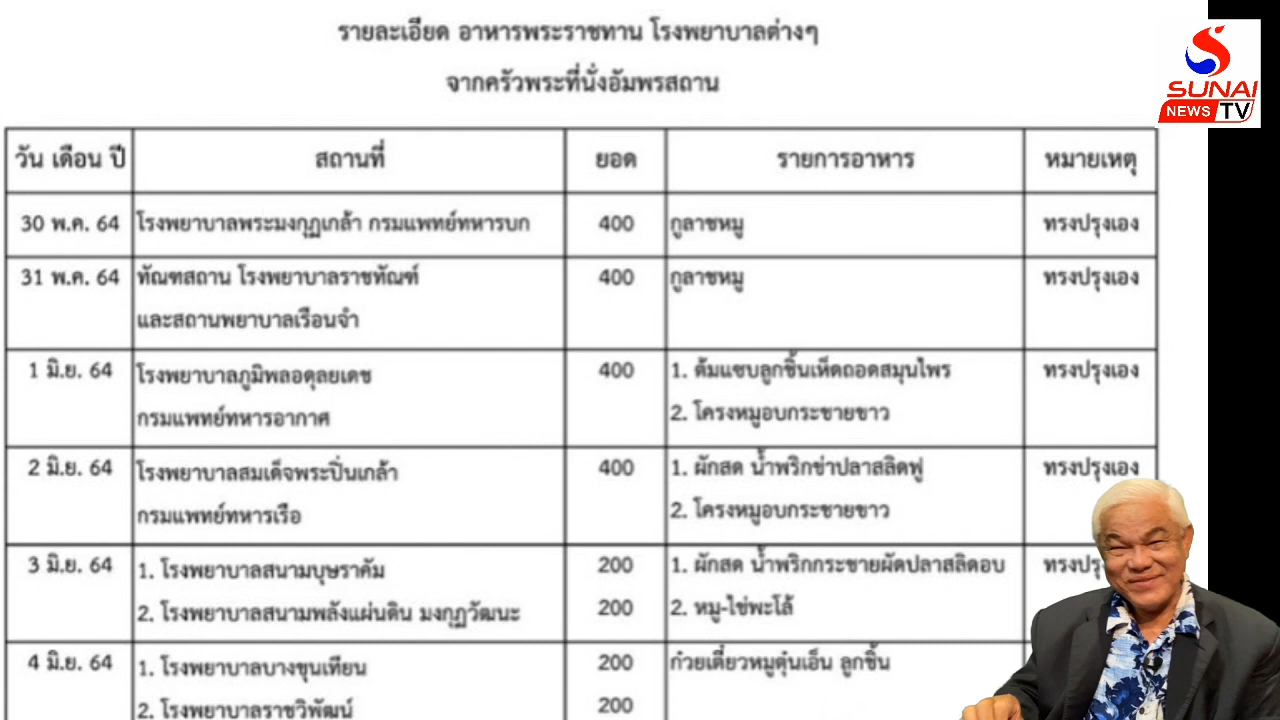 รายละเอียด อาหารพระราชทาน โรงพยาบาลต่างๆ
จากครัวพระที่นั่งอัมพรสถาน
SUNAI
NEWS TV
วัน เดือน ปี สถานที่ ยอด รายการอาหาร หมายเหตุ
30 พ.ค. 64 โรงพยาบาลพระมงกุฎเกล้า กรมแพทย์ทหารบก 400 กูลาชหมู ทรงปรุงเอง
31 พ.ค. 64 ทัณฑสถาน โรงพยาบาลราชทัณฑ์ 400 กูลาชหมู ทรงปรุงเอง
และสถานพยาบาลเรือนจำ
1 มิ.ย. 64 โรงพยาบาลภูมิพลอดุลยเดช 400 1. ต้มแซบลูกชิ้นเห็ดถอดสมุนไพร ทรงปรุงเอง
กรมแพทย์ทหารอากาศ 2. โครงหมูอบกระชายขาว
2 มิ.ย. 64 โรงพยาบาลสมเด็จพระปิ่นเกล้า 400 1. ผักสด น้ำพริกข่าปลาสลิดฟู ทรงปรุงเอง
กรมแพทย์ทหารเรือ 2. โครงหมูอบกระชายขาว
3 มิ.ย. 64 1. โรงพยาบาลสนามบุษราคัม 200 1. ผักสด น้ำพริกกระชายผัดปลาสลิดอบ
2. โรงพยาบาลสนามพลังแผ่นดิน มงกุฎวัฒนะ 200 2. หมู-ไข่พะโล้
4 มิ.ย. 64 1. โรงพยาบาลบางขุนเทียน 200 ก๋วยเตี๋ยวหมูตุ๋นเอ็น ลูกชิ้น
2. โรงพยาบาลราชวิพัฒน์ 200